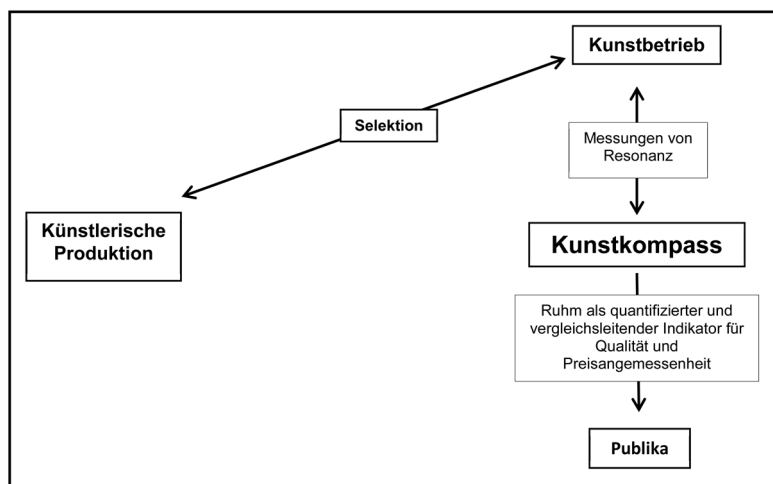 Kunstbetrieb
Selektion
Messungen von
Resonanz
Künstlerische
Produktion
Kunstkompass
Ruhm als quantifizierter und
vergleichsleitender Indikator für
Qualität und
Preisangemessenheit
Publika